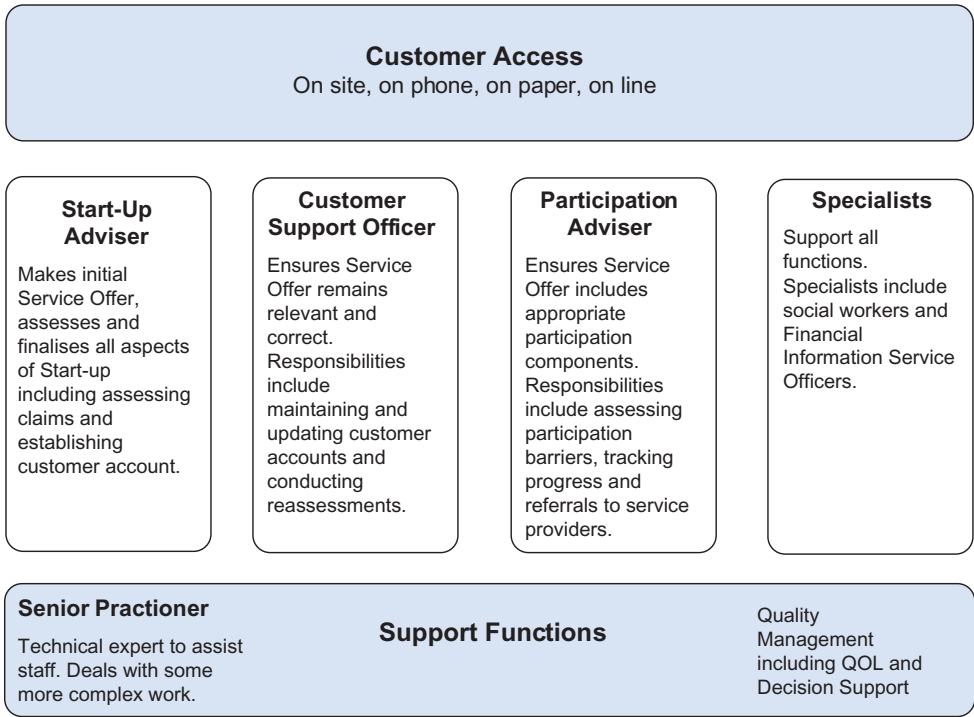 Customer Access
On site, on phone, on paper, on line
Start-Up
Adviser
Makes initial
Service Offer,
assesses and
finalises all aspects
of Start-up
including assessing
claims and
establishing
customer account.
Customer
Support Officer
Ensures Service
Offer remains
relevant and
correct.
Responsibilities
include
maintaining and
updating customer
accounts and
conducting
reassessments.
Participation
Adviser
Ensures Service
Offer includes
appropriate
participation
components.
Responsibilities
include assessing
participation
barriers, tracking
progress and
referrals to service
providers.
Specialists
Support all
functions.
Specialists include
social workers and
Financial
Information Service
Officers.
Senior Practioner
Technical expert to assist
staff. Deals with some
more complex work.
Support Functions
Quality
Management
including QOL and
Decision Support